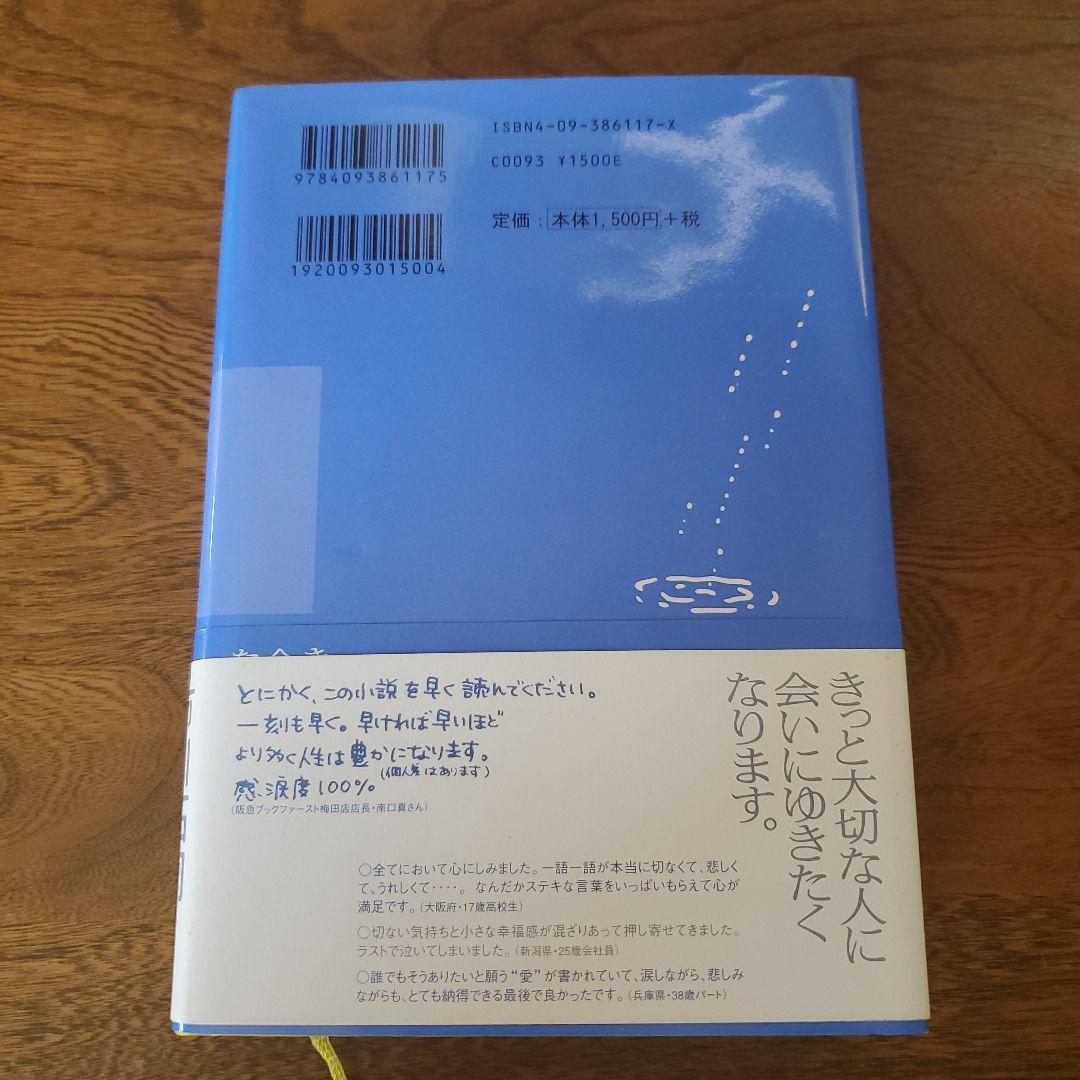 ISBN4-09-386117-X
9784093861175
C0093 ¥1500E
定価：本体1,500円＋税
1920093015004
きっと大切な人に
会いにゆきたく
なります。
とにかく、この小説を早く読んでください。
一刻も早く。早ければ早いほど
より多く人生は豊かになります。
(個人差はあります)
感涙度100%
（阪急ブックファースト梅田店店長・南口真さん）
○全てにおいて心にしみました。一語一語が本当に切なくて、悲しく
て、うれしくて‥‥。なんだかステキな言葉をいっぱいもらえて心が
満足です。（大阪府・17歳高校生）
○切ない気持ちと小さな幸福感が混ざりあって押し寄せてきました。
ラストで泣いてしまいました。（新潟県・25歳会社員）
○誰でもそうありたいと願う“愛”が書かれていて、涙しながら、悲しみ
ながらも、とても納得できる最後で良かったです。（兵庫県・38歳パート）